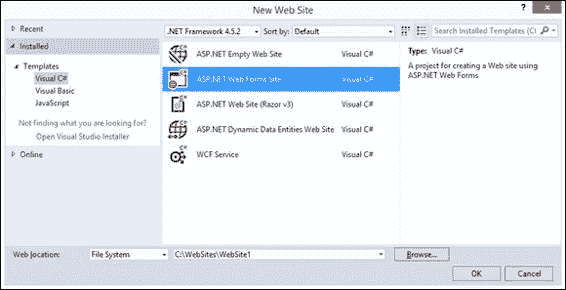 New Web Site
Recent
.NET Framework 4.5.2 Sort by: Default
Search Installed Templates (Ct
Installed
Templates
Visual C#
Visual Basic
JavaScript
Not finding what you are looking for?
Open Visual Studio Installer
Online
ASP.NET Empty Web Site Visual C#
ASP.NET Web Forms Site Visual C#
ASP.NET Web Site (Razor v3) Visual C#
ASP.NET Dynamic Data Entities Web Site Visual C#
WCF Service Visual C#
Type: Visual C#
A project for creating a Web site using
ASP.NET Web Forms
Web location: File System C:\WebSites\WebSite1 Browse...
OK Cancel